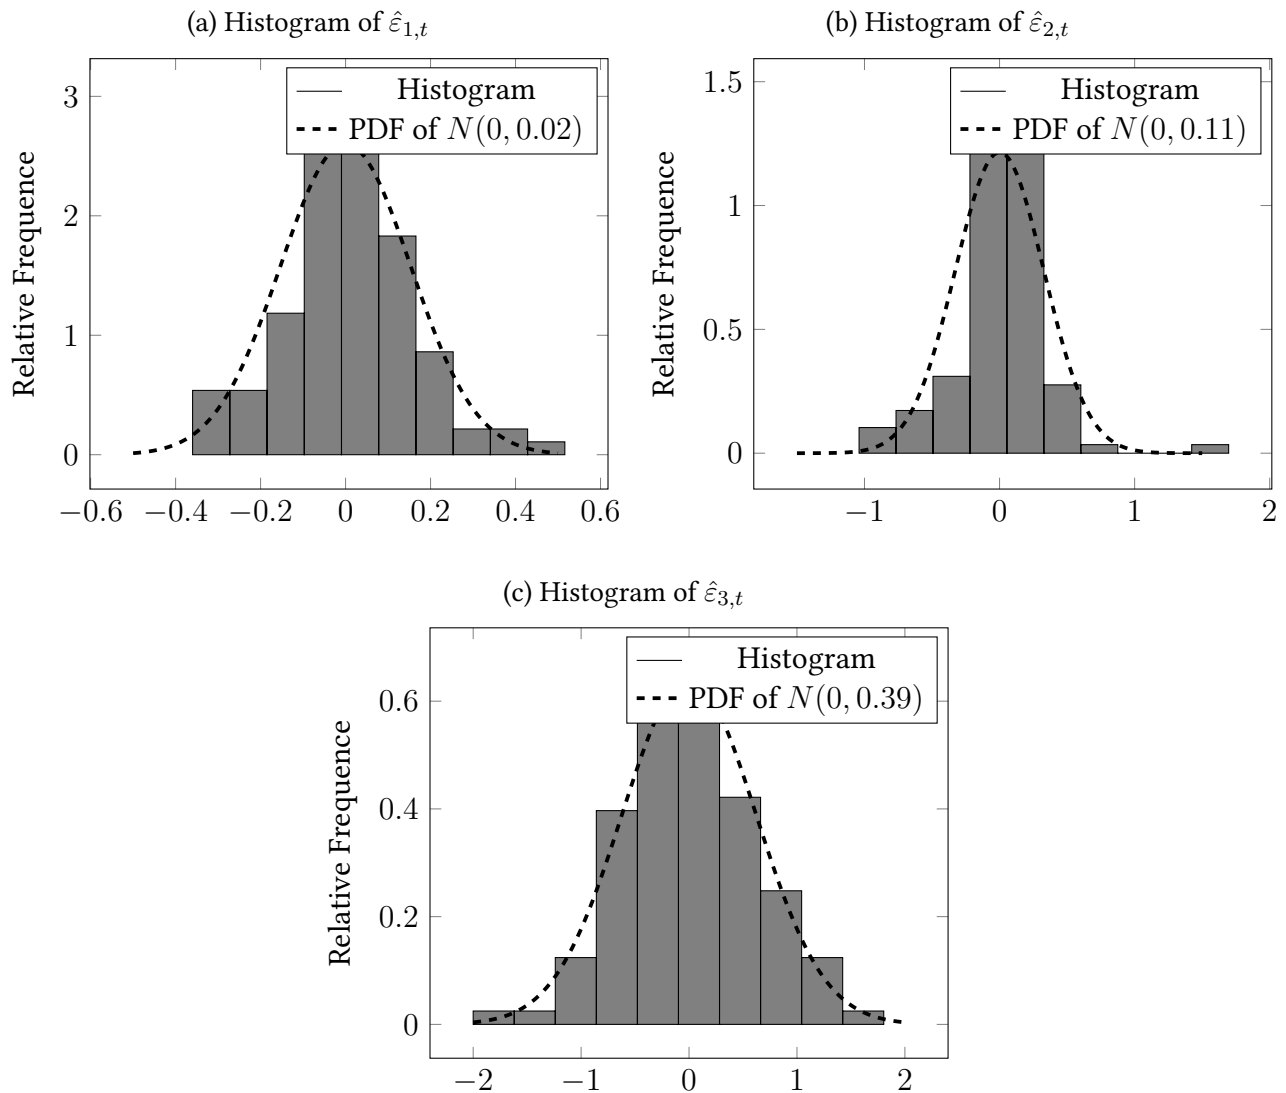 (a) Histogram of ε̂₁,ₜ
Relative Frequence
3
2
1
0
−0.6 −0.4 −0.2 0 0.2 0.4 0.6
Histogram
PDF of N(0, 0.02)
(b) Histogram of ε̂₂,ₜ
Relative Frequence
1.5
1
0.5
0
−1 0 1 2
Histogram
PDF of N(0, 0.11)
(c) Histogram of ε̂₃,ₜ
Relative Frequence
0.6
0.4
0.2
0
−2 −1 0 1 2
Histogram
PDF of N(0, 0.39)